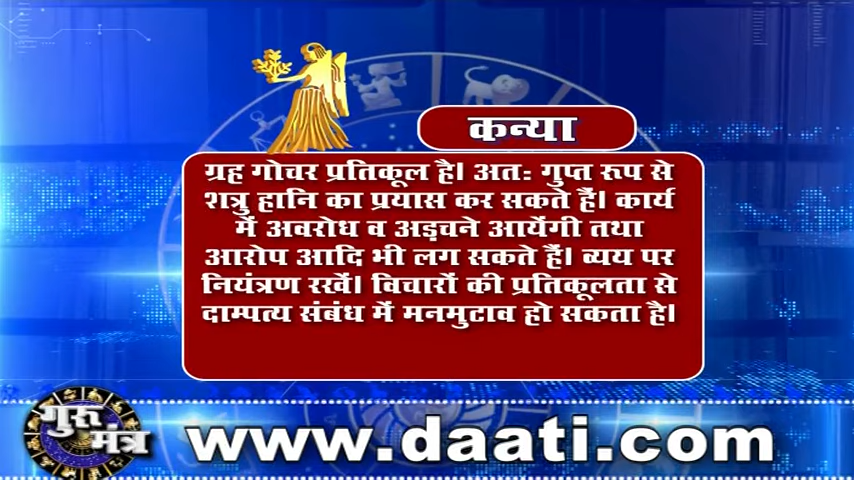 कन्या
ग्रह गोचर प्रतिकूल है। अतः गुप्त रूप से
शत्रु हानि का प्रयास कर सकते हैं। कार्य
में अवरोध व अड़चने आयेंगी तथा
आरोप आदि भी लग सकते हैं। व्यय पर
नियंत्रण रखें। विचारों की प्रतिकूलता से
दाम्पत्य संबंध में मनमुटाव हो सकता है।
गुरु
मंत्र
www.daati.com